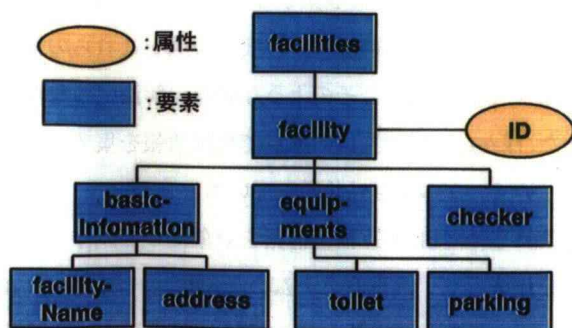 :属性
:要素
facilities
facility
ID
basic-
Infomation
equip-
ments
checker
facility-
Name
address
toilet
parking